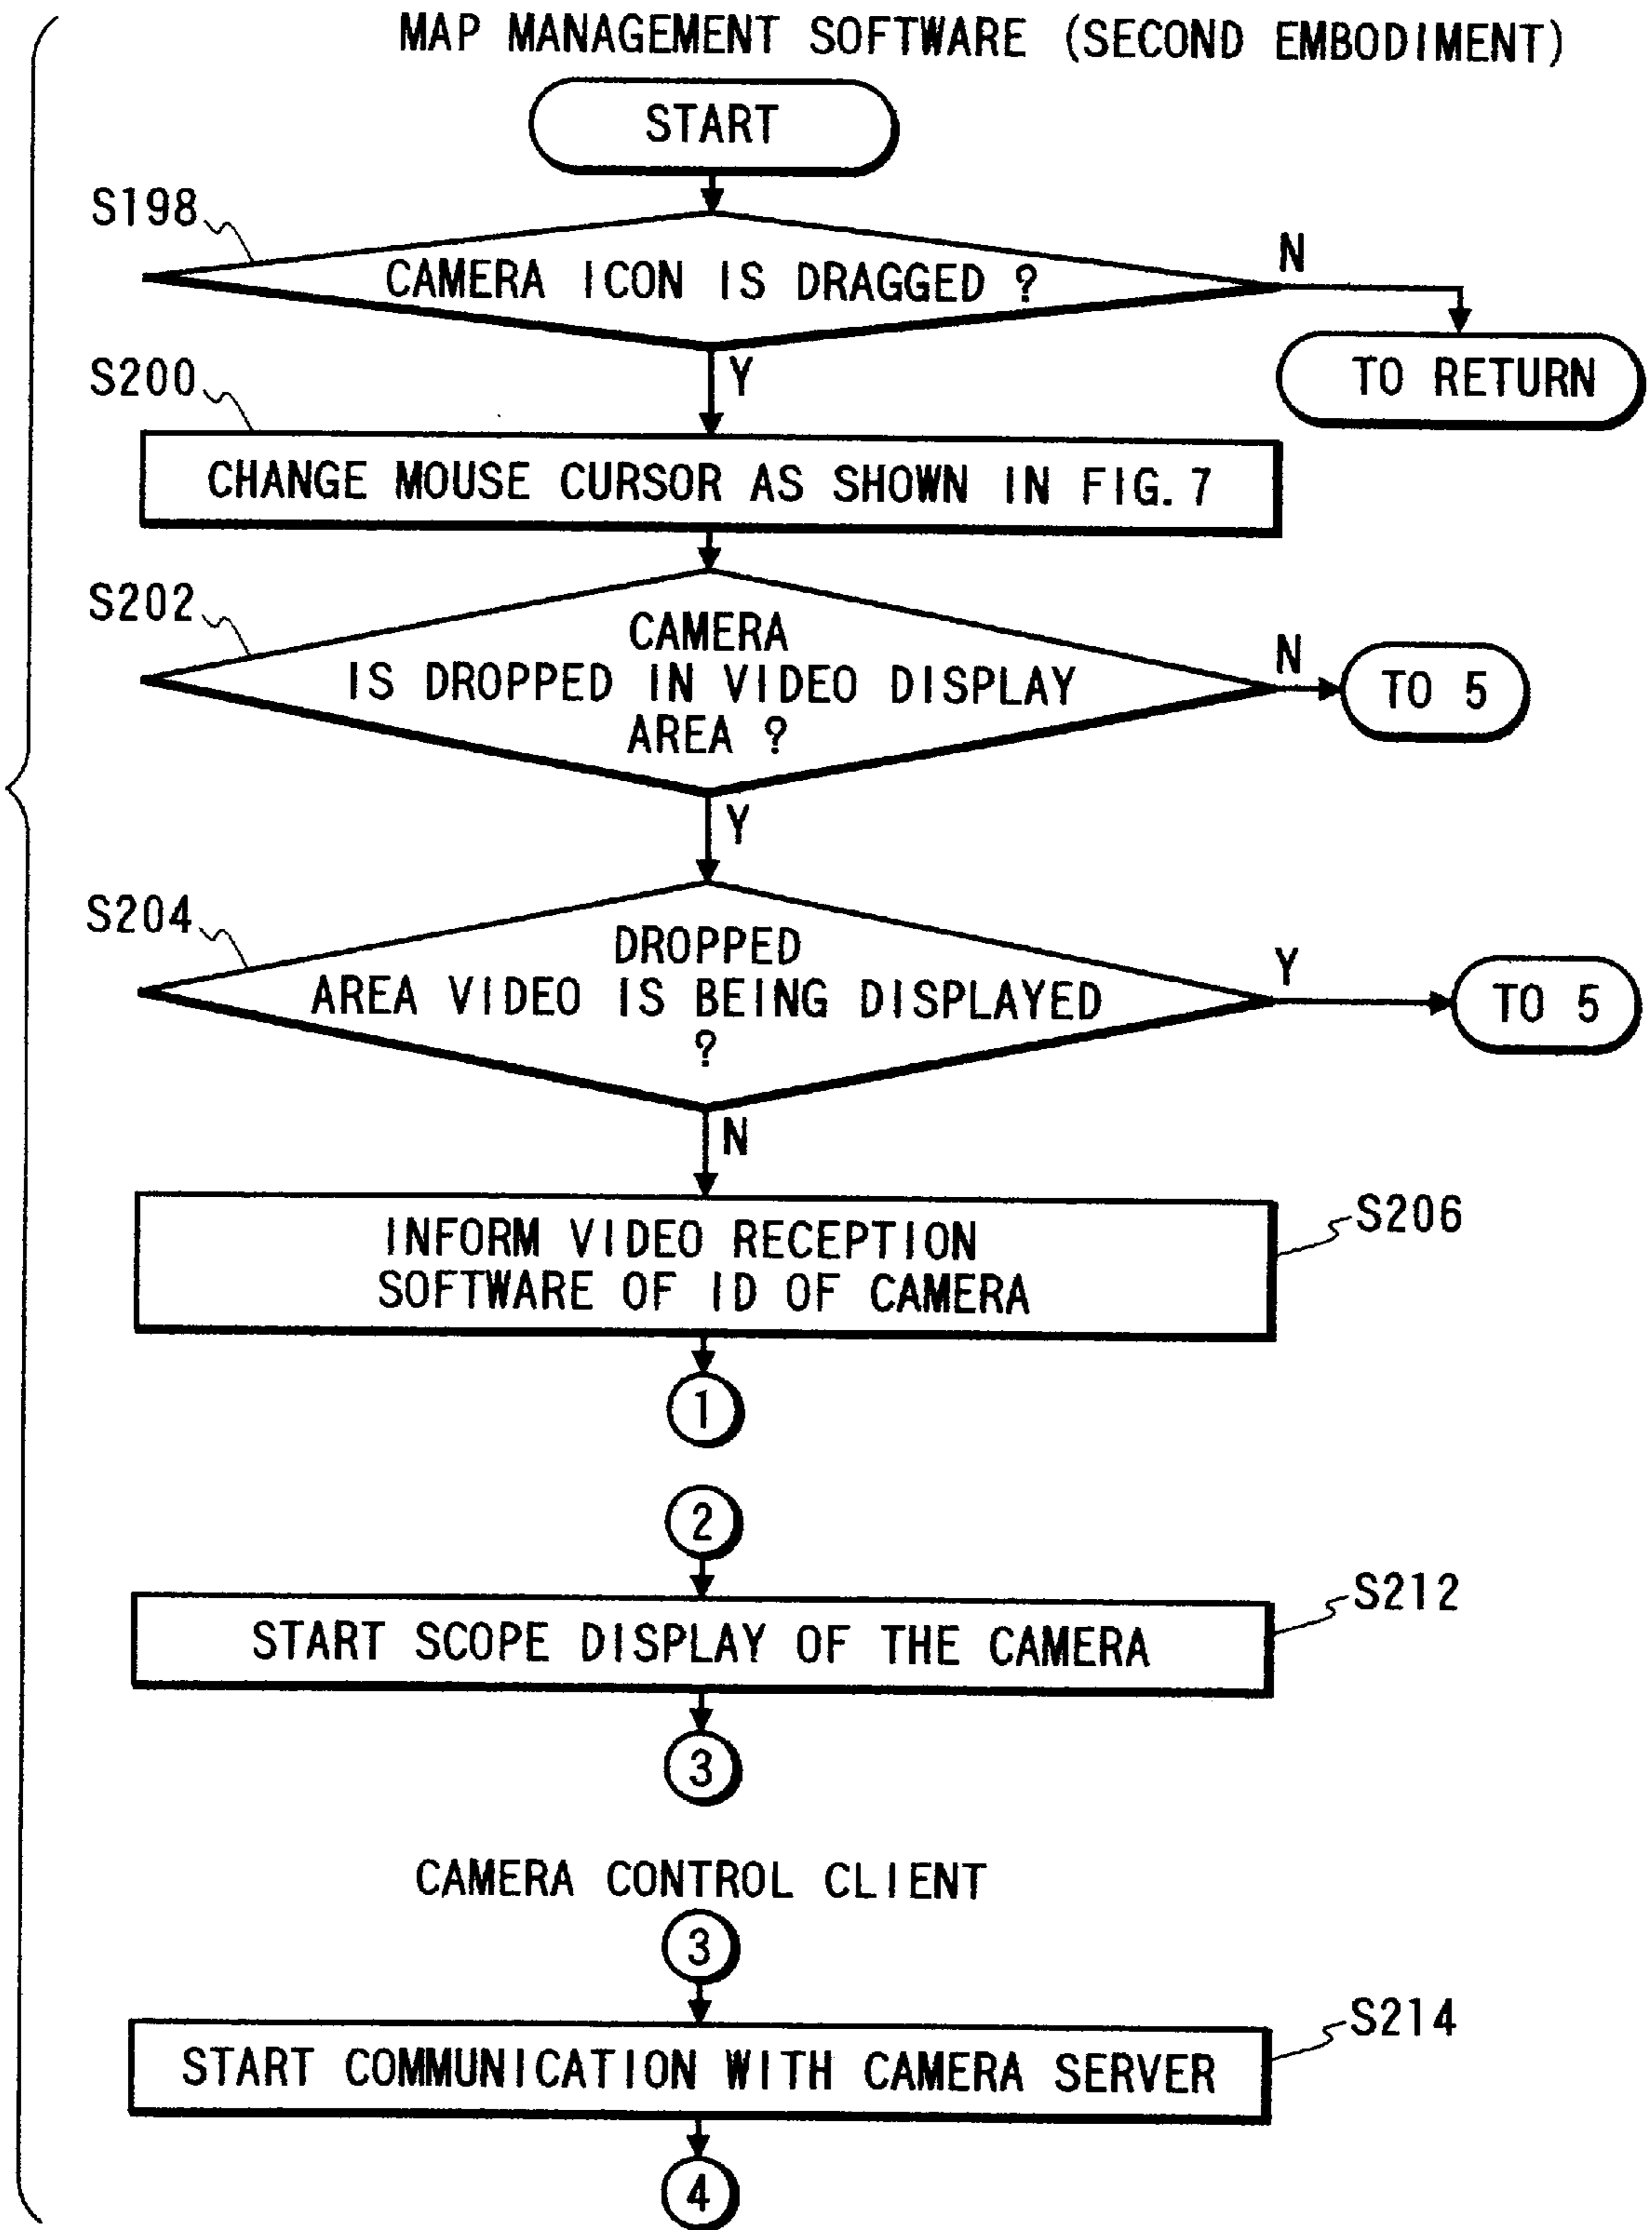 MAP MANAGEMENT SOFTWARE (SECOND EMBODIMENT)
START
S198
CAMERA ICON IS DRAGGED ?
N
TO RETURN
Y
S200
CHANGE MOUSE CURSOR AS SHOWN IN FIG. 7
S202
CAMERA
IS DROPPED IN VIDEO DISPLAY
AREA ?
N
TO 5
Y
S204
DROPPED
AREA VIDEO IS BEING DISPLAYED
?
Y
TO 5
N
S206
INFORM VIDEO RECEPTION
SOFTWARE OF ID OF CAMERA
1
2
S212
START SCOPE DISPLAY OF THE CAMERA
3
CAMERA CONTROL CLIENT
3
S214
START COMMUNICATION WITH CAMERA SERVER
4